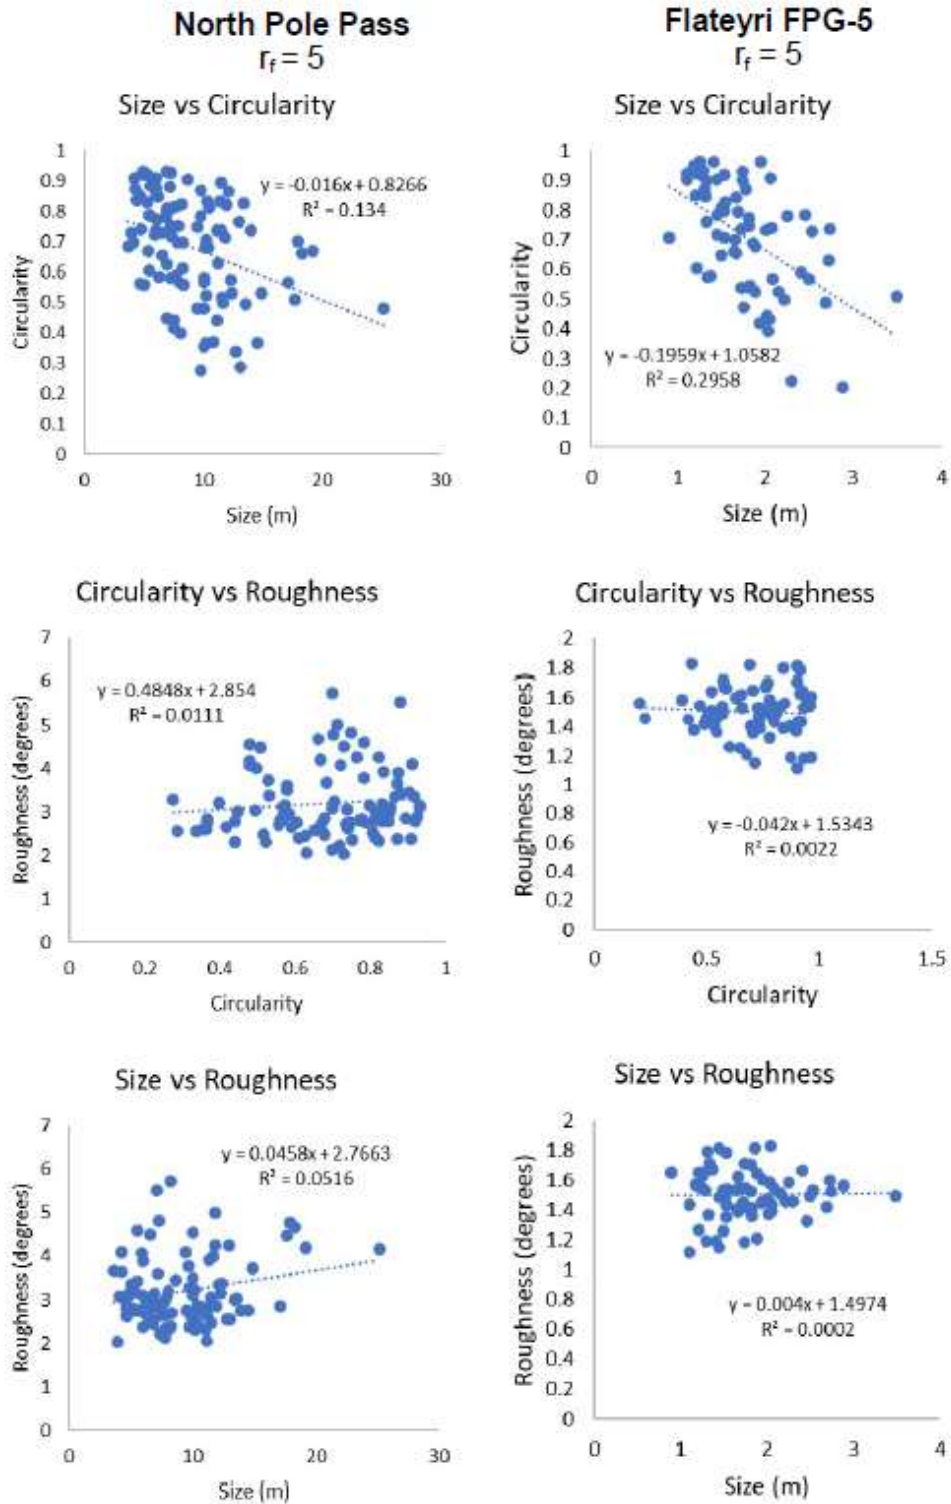 North Pole Pass
r_f = 5
Size vs Circularity
1
0.9
0.8
0.7
0.6
0.5
0.4
0.3
0.2
0.1
0
Circularity
y = -0.016x + 0.8266
R² = 0.134
0 10 20 30
Size (m)
Flateyri FPG-5
r_f = 5
Size vs Circularity
1
0.9
0.8
0.7
0.6
0.5
0.4
0.3
0.2
0.1
0
Circularity
y = -0.1959x + 1.0582
R² = 0.2958
0 1 2 3 4
Size (m)
Circularity vs Roughness
7
6
5
4
3
2
1
0
Roughness (degrees)
y = 0.4848x + 2.854
R² = 0.0111
0 0.2 0.4 0.6 0.8 1
Circularity
Circularity vs Roughness
2
1.8
1.6
1.4
1.2
1
0.8
0.6
0.4
0.2
0
Roughness (degrees)
y = -0.042x + 1.5343
R² = 0.0022
0 0.5 1 1.5
Circularity
Size vs Roughness
7
6
5
4
3
2
1
0
Roughness (degrees)
y = 0.0458x + 2.7663
R² = 0.0516
0 10 20 30
Size (m)
Size vs Roughness
2
1.8
1.6
1.4
1.2
1
0.8
0.6
0.4
0.2
0
Roughness (degrees)
y = 0.004x + 1.4974
R² = 0.0002
0 1 2 3 4
Size (m)